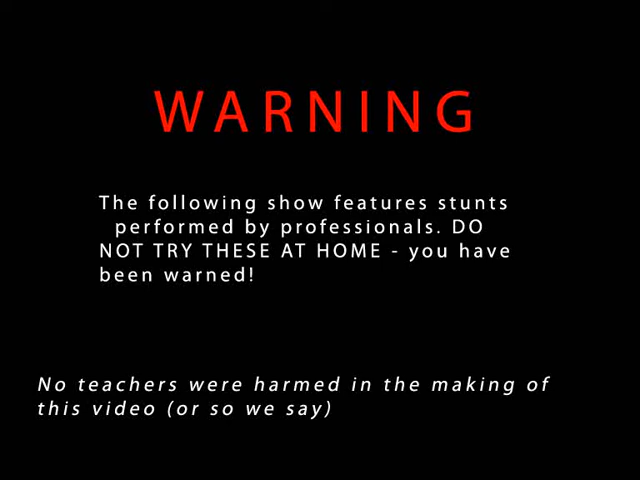 WARNING
The following show features stunts
performed by professionals. DO
NOT TRY THESE AT HOME - you have
been warned!
No teachers were harmed in the making of
this video (or so we say)